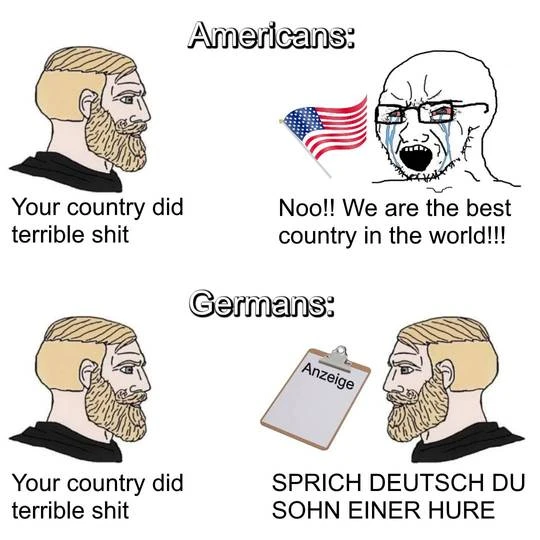 Americans:
Your country did
terrible shit
Noo!! We are the best
country in the world!!!
Germans:
Anzeige
Your country did
terrible shit
SPRICH DEUTSCH DU
SOHN EINER HURE